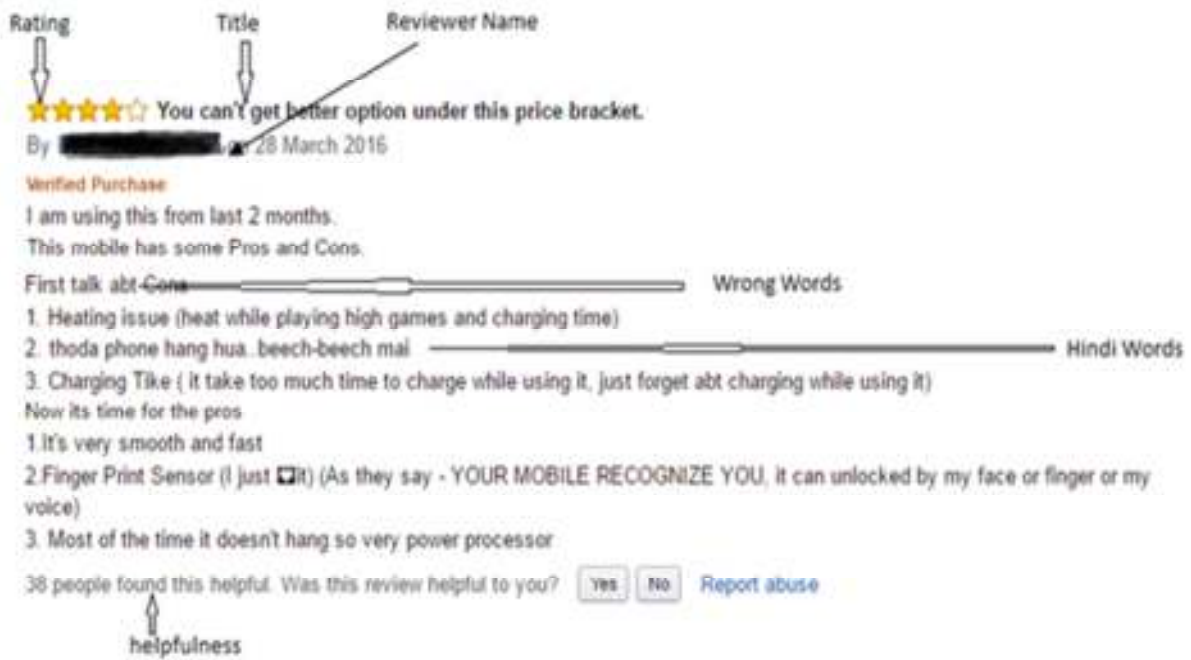 Rating Title Reviewer Name
You can't get better option under this price bracket.
By on 28 March 2016
Verified Purchase
I am using this from last 2 months.
This mobile has some Pros and Cons.
First talk abt Cons Wrong Words
1. Heating issue (heat while playing high games and charging time)
2. thoda phone hang hua..beech-beech mai Hindi Words
3. Charging Tike ( it take too much time to charge while using it, just forget abt charging while using it)
Now its time for the pros
1.It's very smooth and fast
2.Finger Print Sensor (I just it) (As they say - YOUR MOBILE RECOGNIZE YOU, it can unlocked by my face or finger or my
voice)
3. Most of the time it doesn't hang so very power processor
38 people found this helpful. Was this review helpful to you? Yes No Report abuse
helpfulness